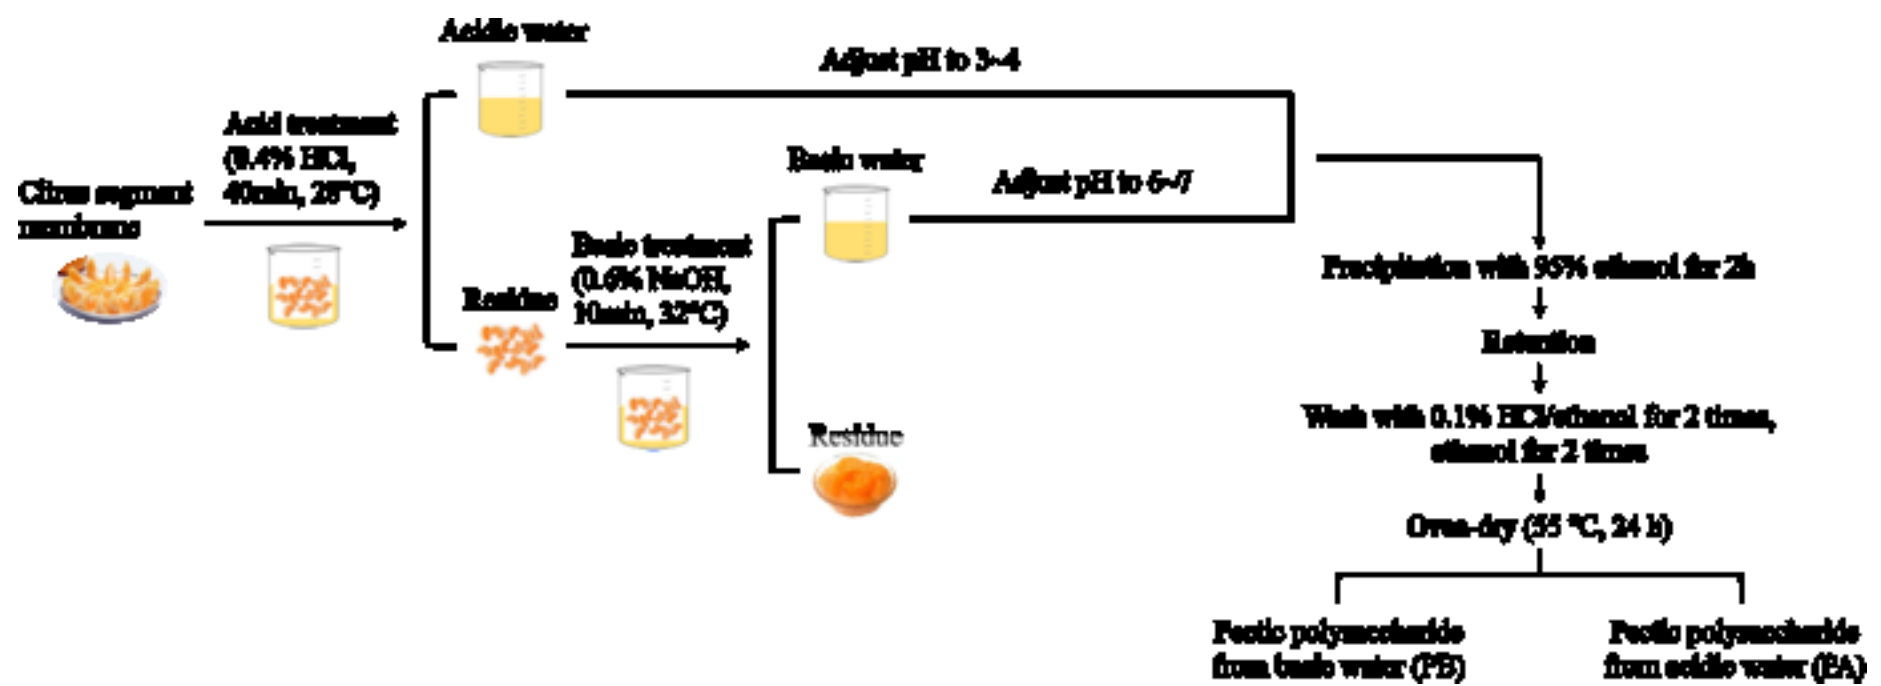 Acidic water
Adjust pH to 3~4
Acid treatment
(0.4% HCl,
40min, 28°C)
Citrus segment
membrane
Basic water
Adjust pH to 6~7
Basic treatment
(0.6% NaOH,
10min, 32°C)
Residue
Residue
Precipitation with 95% ethanol for 2h
Retention
Wash with 0.1% HCl/ethanol for 2 times,
ethanol for 2 times
Oven-dry (55 °C, 24 h)
Pectic polysaccharide
from basic water (PB)
Pectic polysaccharide
from acidic water (PA)